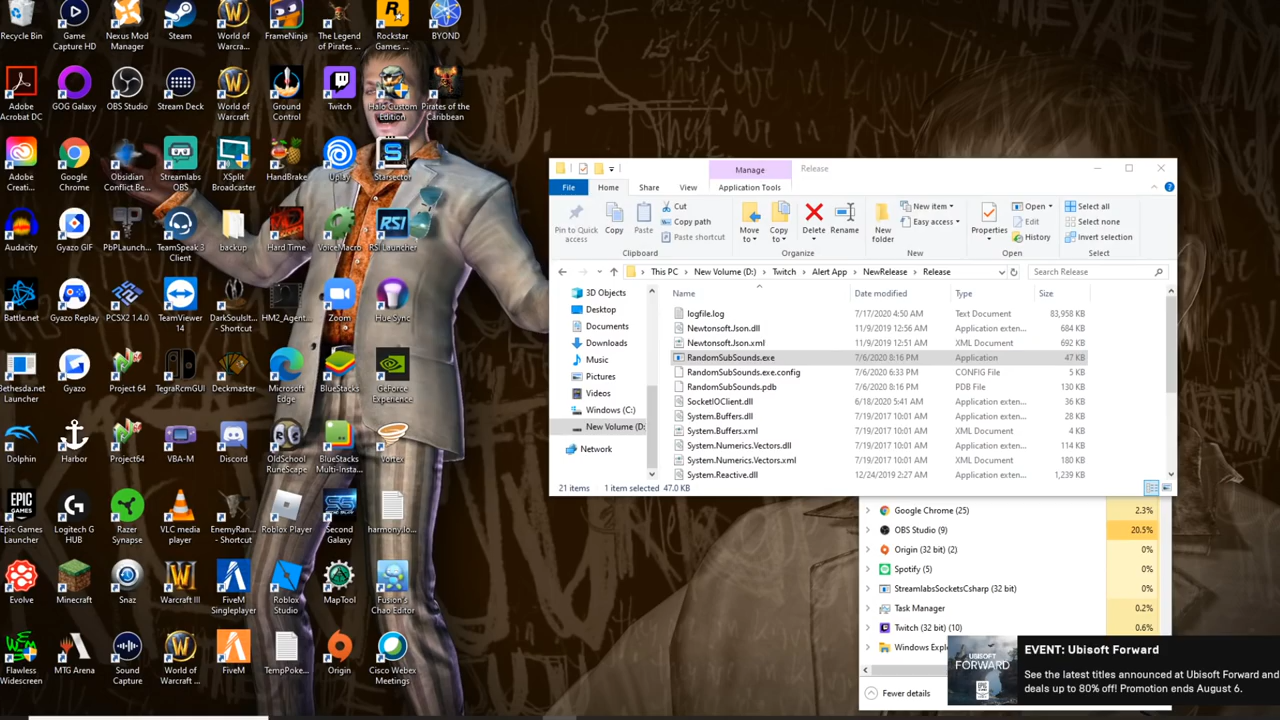 Recycle Bin
Game Capture HD
Nexus Mod Manager
Steam
World of Warcra...
FrameNinja
The Legend of Pirates ...
Rockstar Games ...
BYOND
Adobe Acrobat DC
GOG Galaxy
OBS Studio
Stream Deck
World of Warcraft
Ground Control
Twitch
Halo Custom Edition
Pirates of the Caribbean
Adobe Creati...
Google Chrome
Obsidian Conflict Be...
Streamlabs OBS
XSplit Broadcaster
HandBrake
Uplay
Starsector
Audacity
Gyazo GIF
PbPLaunch...
TeamSpeak 3 Client
backup
Hard Time
VoiceMacro
RSI Launcher
Battle.net
Gyazo Replay
PCSX2 1.4.0
TeamViewer 14
DarkSoulsIt... - Shortcut
HM2_Agent...
Zoom
Hue Sync
Bethesda.net Launcher
Gyazo
Project 64
TegraRcmGUI
Deckmaster
Microsoft Edge
BlueStacks
GeForce Experience
Dolphin
Harbor
Project64
VBA-M
Discord
OldSchool RuneScape
BlueStacks Multi-Insta...
Vortex
Epic Games Launcher
Logitech G HUB
Razer Synapse
VLC media player
EnemyRan... - Shortcut
Roblox Player
Second Galaxy
harmony.lo...
Evolve
Minecraft
Snaz
Warcraft III
FiveM Singleplayer
Roblox Studio
MapTool
Fusion's Chao Editor
Flawless Widescreen
MTG Arena
Sound Capture
World of Warcraft
FiveM
TempPoke...
Origin
Cisco Webex Meetings
Manage
Release
File
Home
Share
View
Application Tools
Pin to Quick access
Copy
Paste
Cut
Copy path
Paste shortcut
Move to
Copy to
Delete
Rename
New folder
New item
Easy access
Properties
Open
Edit
History
Select all
Select none
Invert selection
Clipboard
Organize
New
Open
Select
This PC > New Volume (D:) > Twitch > Alert App > NewRelease > Release
Search Release
3D Objects
Desktop
Documents
Downloads
Music
Pictures
Videos
Windows (C:)
New Volume (D:
Network
Name Date modified Type Size
logfile.log 7/17/2020 4:50 AM Text Document 83,958 KB
Newtonsoft.Json.dll 11/9/2019 12:56 AM Application exten... 684 KB
Newtonsoft.Json.xml 11/9/2019 12:51 AM XML Document 692 KB
RandomSubSounds.exe 7/6/2020 8:16 PM Application 47 KB
RandomSubSounds.exe.config 7/6/2020 6:33 PM CONFIG File 5 KB
RandomSubSounds.pdb 7/6/2020 8:16 PM PDB File 130 KB
SocketIOClient.dll 6/18/2020 5:41 AM Application exten... 36 KB
System.Buffers.dll 7/19/2017 10:01 AM Application exten... 28 KB
System.Buffers.xml 7/19/2017 10:01 AM XML Document 4 KB
System.Numerics.Vectors.dll 7/19/2017 10:01 AM Application exten... 114 KB
System.Numerics.Vectors.xml 7/19/2017 10:01 AM XML Document 180 KB
System.Reactive.dll 12/24/2019 2:27 AM Application exten... 1,239 KB
21 items 1 item selected 47.0 KB
Google Chrome (25) 2.3%
OBS Studio (9) 20.5%
Origin (32 bit) (2) 0%
Spotify (5) 0%
StreamlabsSocketsCsharp (32 bit) 0%
Task Manager 0.2%
Twitch (32 bit) (10) 0.6%
Windows Expl
Fewer details
UBISOFT FORWARD
EPIC GAMES
EVENT: Ubisoft Forward
See the latest titles announced at Ubisoft Forward and
deals up to 80% off! Promotion ends August 6.